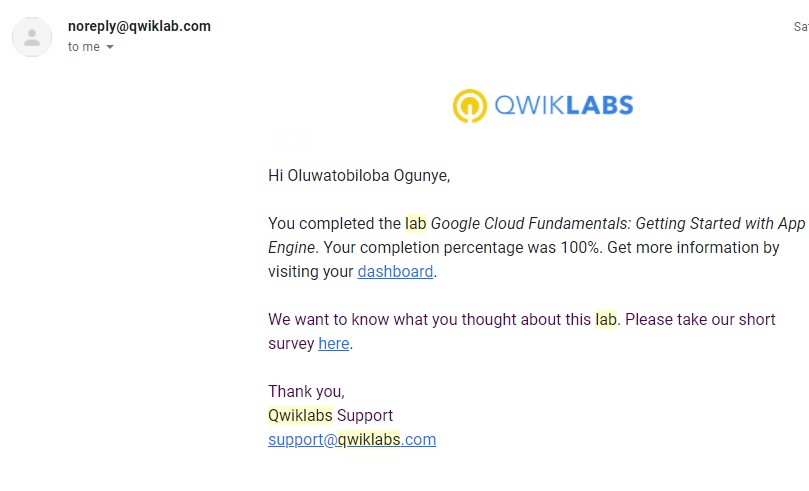 noreply@qwiklab.com
to me
QWIKLABS
Hi Oluwatobiloba Ogunye,
You completed the lab Google Cloud Fundamentals: Getting Started with App
Engine. Your completion percentage was 100%. Get more information by
visiting your dashboard.
We want to know what you thought about this lab. Please take our short
survey here.
Thank you,
Qwiklabs Support
support@qwiklabs.com